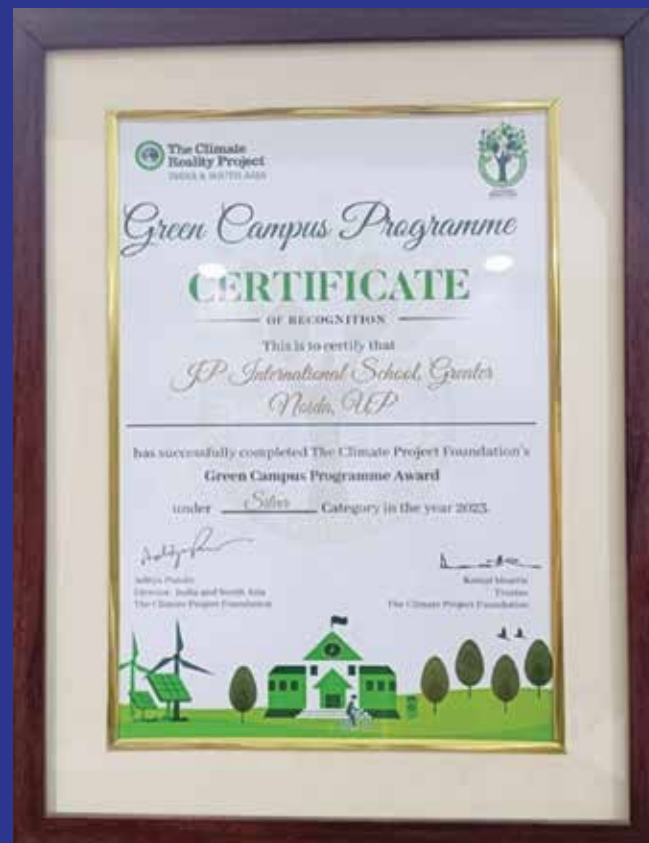 The Climate
Reality Project
INDIA & SOUTH ASIA
Green Campus Programme
CERTIFICATE
OF RECOGNITION
This is to certify that
JP International School, Greater
Noida, UP
has successfully completed The Climate Project Foundation's
Green Campus Programme Award
under Silver Category in the year 2023.
Aditya
Director, India and South Asia
The Climate Project Foundation
Trustee
The Climate Project Foundation